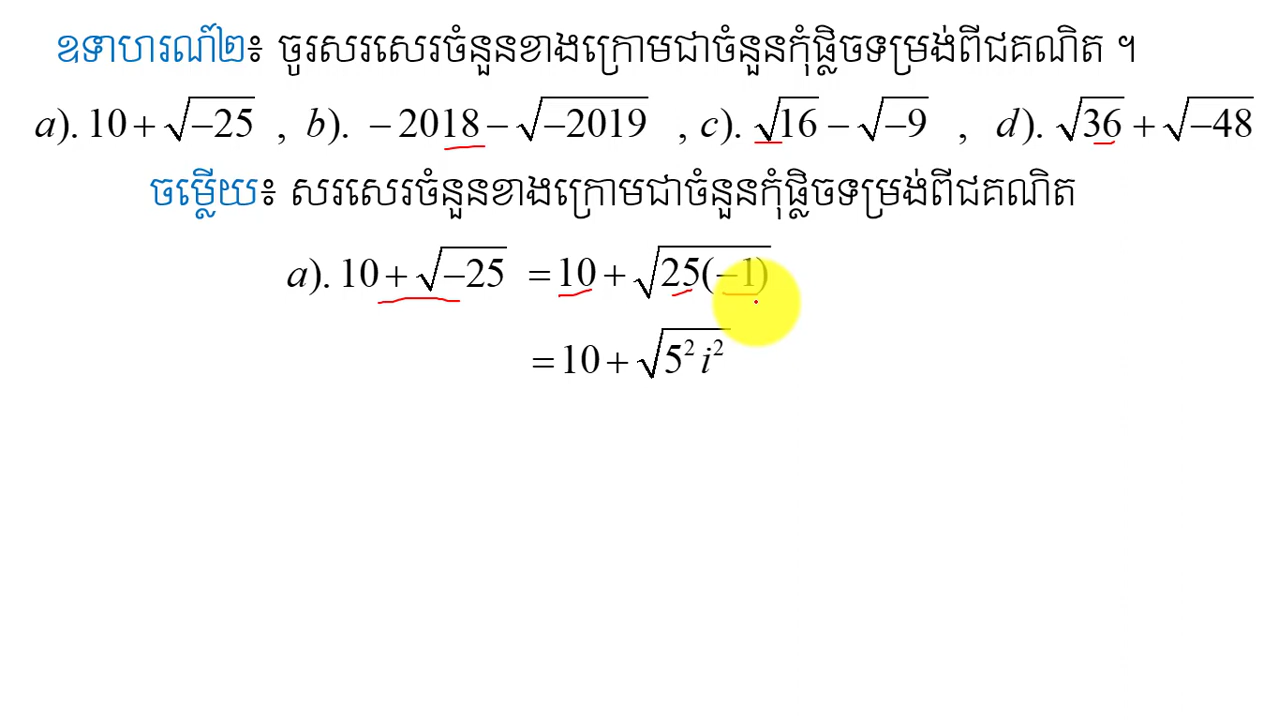 ឧទាហរណ៍២៖ ចូរសរសេរចំនួនខាងក្រោមជាចំនួនកុំផ្លិចទម្រង់ពីជគណិត ។
a). 10 + √−25 , b). − 2018 − √−2019 , c). √16 − √−9 , d). √36 + √−48
ចម្លើយ៖ សរសេរចំនួនខាងក្រោមជាចំនួនកុំផ្លិចទម្រង់ពីជគណិត
a). 10 + √−25 = 10 + √25(−1)
= 10 + √5² i²